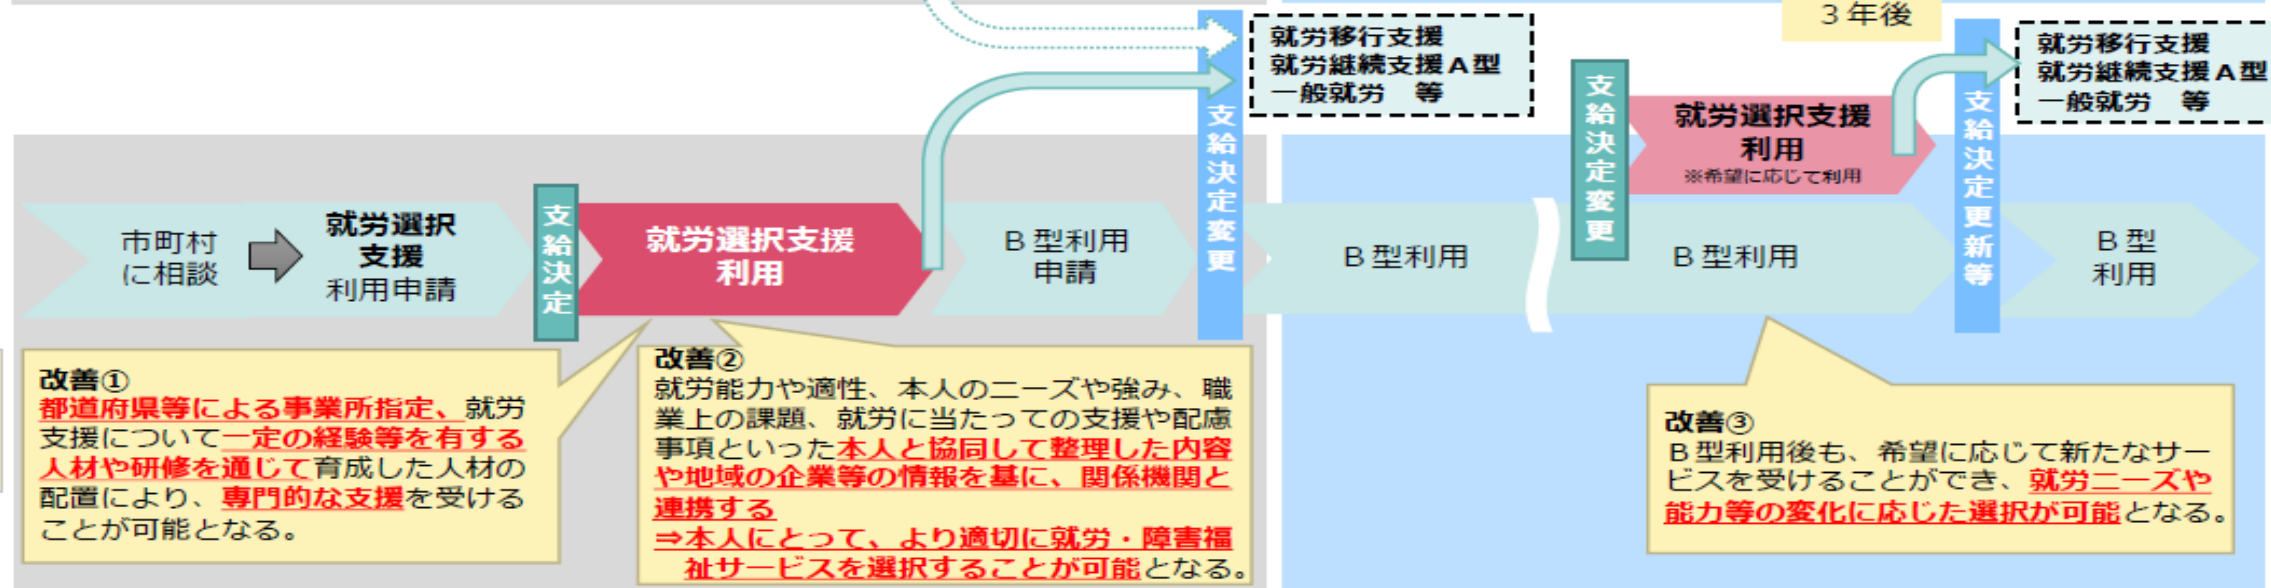 ３年後
就労移行支援
就労継続支援Ａ型
一般就労　等
就労移行支援
就労継続支援Ａ型
一般就労　等
支給決定変更
支給決定変更
就労選択支援
利用
※希望に応じて利用
支給決定更新等
市町村
に相談
就労選択
支援
利用申請
支給決定
就労選択支援
利用
Ｂ型利用
申請
Ｂ型利用
Ｂ型利用
Ｂ型
利用
改善①
都道府県等による事業所指定、就労
支援について一定の経験等を有する
人材や研修を通じて育成した人材の
配置により、専門的な支援を受ける
ことが可能となる。
改善②
就労能力や適性、本人のニーズや強み、職
業上の課題、就労に当たっての支援や配慮
事項といった本人と協同して整理した内容
や地域の企業等の情報を基に、関係機関と
連携する
⇒本人にとって、より適切に就労・障害福
祉サービスを選択することが可能となる。
改善③
Ｂ型利用後も、希望に応じて新たなサー
ビスを受けることができ、就労ニーズや
能力等の変化に応じた選択が可能となる。